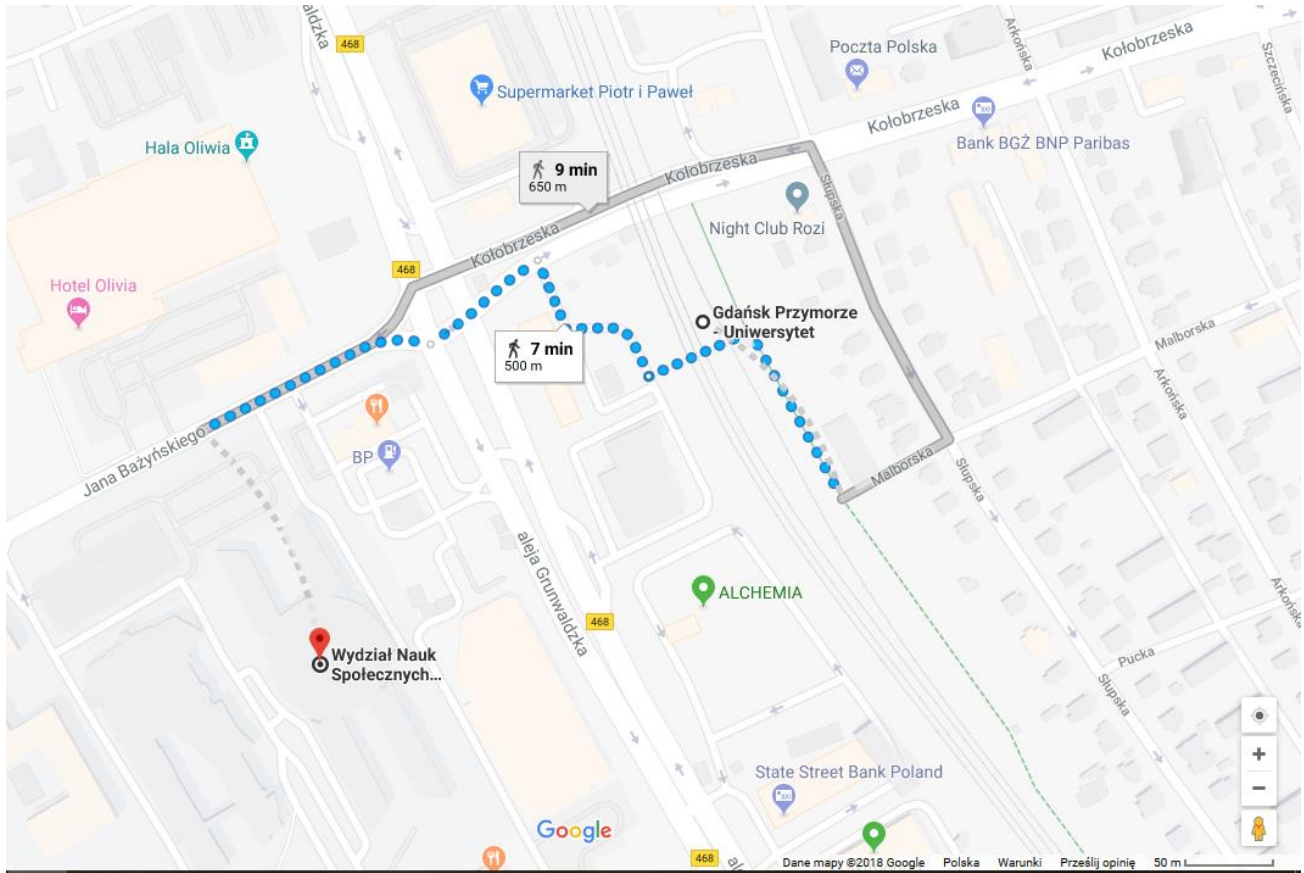 waldzka
468
Arkońska
Szczecińska
Poczta Polska
Kołobrzeska
Supermarket Piotr i Paweł
Kołobrzeska
Bank BGŻ BNP Paribas
Hala Oliwia
9 min
650 m
Kołobrzeska
Słupska
Night Club Rozi
Kołobrzeska
468
Hotel Olivia
Gdańsk Przymorze
- Uniwersytet
Malborska
7 min
500 m
Arkońska
Jana Bażyńskiego
BP
Malborska
Słupska
aleja Grunwaldzka
ALCHEMIA
468
Wydział Nauk
Społecznych...
Pucka
Słupska
State Street Bank Poland
Google
468
Dane mapy ©2018 Google Polska Warunki Prześlij opinię 50 m